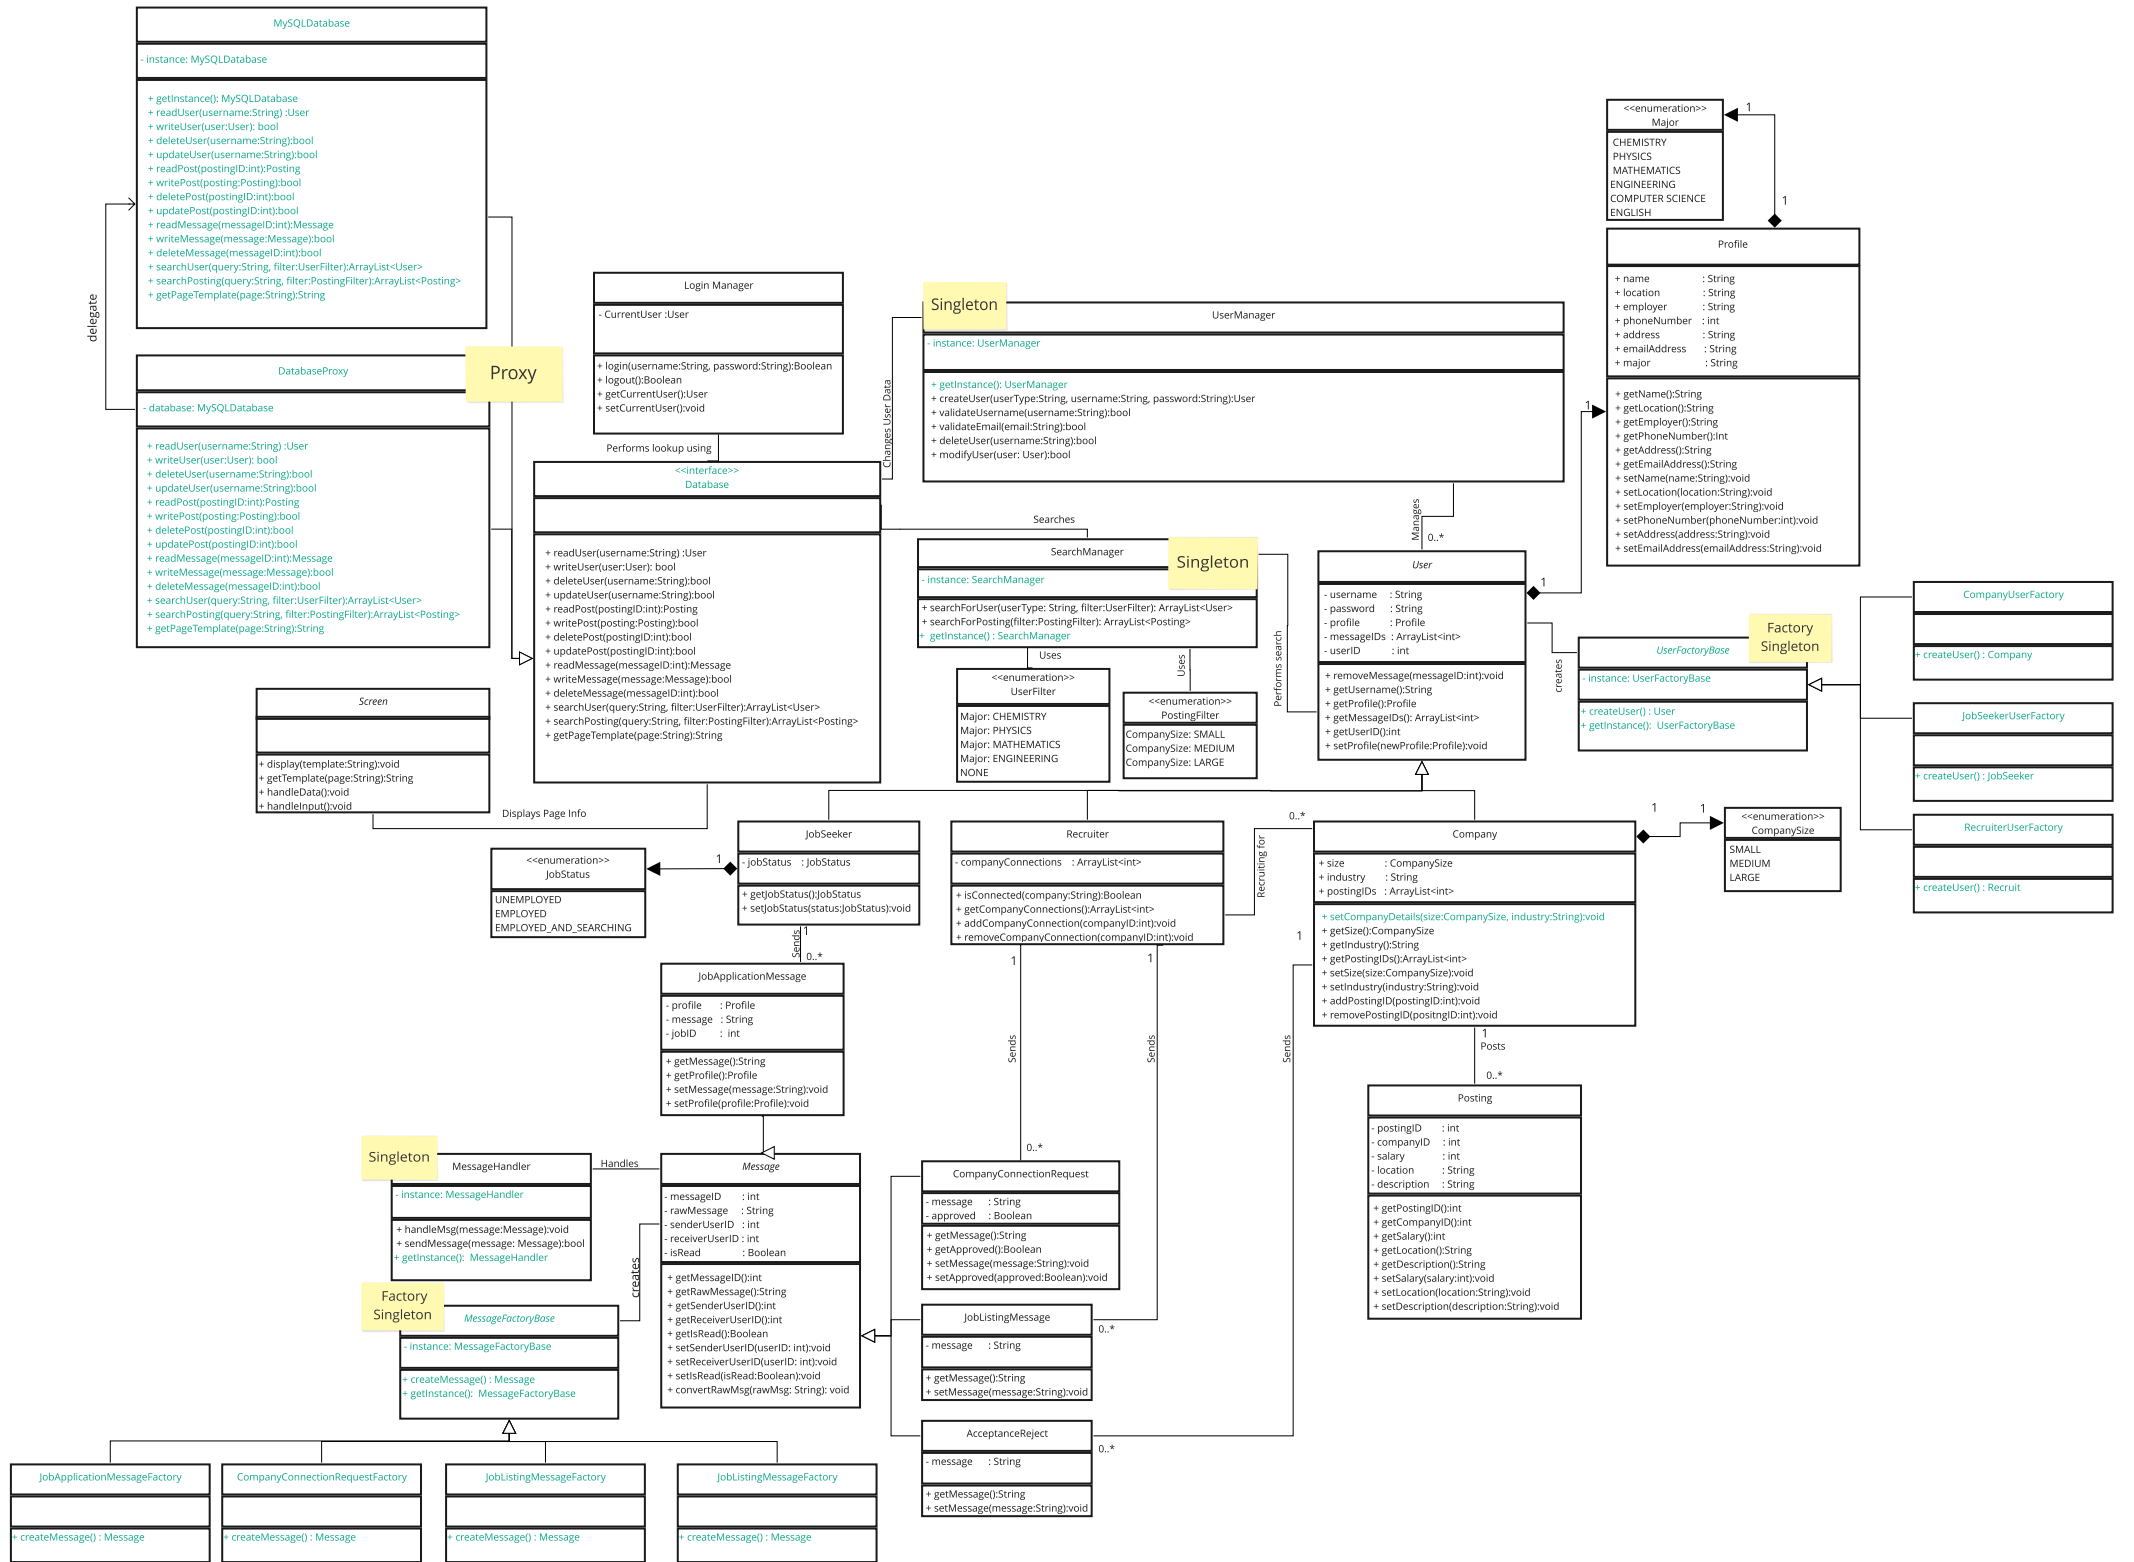 MySQLDatabase
- instance: MySQLDatabase
+ getInstance(): MySQLDatabase
+ readUser(username:String) :User
+ writeUser(user:User): bool
+ deleteUser(username:String):bool
+ updateUser(username:String):bool
+ readPost(postingID:int):Posting
+ writePost(posting:Posting):bool
+ deletePost(postingID:int):bool
+ updatePost(postingID:int):bool
+ readMessage(messageID:int):Message
+ writeMessage(message:Message):bool
+ deleteMessage(messageID:int):bool
+ searchUser(query:String, filter:UserFilter):ArrayList<User>
+ searchPosting(query:String, filter:PostingFilter):ArrayList<Posting>
+ getPageTemplate(page:String):String
delegate
Proxy
DatabaseProxy
- database: MySQLDatabase
+ readUser(username:String) :User
+ writeUser(user:User): bool
+ deleteUser(username:String):bool
+ updateUser(username:String):bool
+ readPost(postingID:int):Posting
+ writePost(posting:Posting):bool
+ deletePost(postingID:int):bool
+ updatePost(postingID:int):bool
+ readMessage(messageID:int):Message
+ writeMessage(message:Message):bool
+ deleteMessage(messageID:int):bool
+ searchUser(query:String, filter:UserFilter):ArrayList<User>
+ searchPosting(query:String, filter:PostingFilter):ArrayList<Posting>
+ getPageTemplate(page:String):String
Login Manager
- CurrentUser :User
+ login(username:String, password:String):Boolean
+ logout():Boolean
+ getCurrentUser():User
+ setCurrentUser():void
Performs lookup using
<<interface>>
Database
+ readUser(username:String) :User
+ writeUser(user:User): bool
+ deleteUser(username:String):bool
+ updateUser(username:String):bool
+ readPost(postingID:int):Posting
+ writePost(posting:Posting):bool
+ deletePost(postingID:int):bool
+ updatePost(postingID:int):bool
+ readMessage(messageID:int):Message
+ writeMessage(message:Message):bool
+ deleteMessage(messageID:int):bool
+ searchUser(query:String, filter:UserFilter):ArrayList<User>
+ searchPosting(query:String, filter:PostingFilter):ArrayList<Posting>
+ getPageTemplate(page:String):String
Changes User Data
Singleton
UserManager
- instance: UserManager
+ getInstance(): UserManager
+ createUser(userType:String, username:String, password:String):User
+ validateUsername(username:String):bool
+ validateEmail(email:String):bool
+ deleteUser(username:String):bool
+ modifyUser(user: User):bool
Manages
0..*
Searches
SearchManager
Singleton
- instance: SearchManager
+ searchForUser(userType: String, filter:UserFilter): ArrayList<User>
+ searchForPosting(filter:PostingFilter): ArrayList<Posting>
+ getInstance() : SearchManager
Uses
Uses
Performs search
<<enumeration>>
UserFilter
Major: CHEMISTRY
Major: PHYSICS
Major: MATHEMATICS
Major: ENGINEERING
NONE
<<enumeration>>
PostingFilter
CompanySize: SMALL
CompanySize: MEDIUM
CompanySize: LARGE
<<enumeration>>
Major
CHEMISTRY
PHYSICS
MATHEMATICS
ENGINEERING
COMPUTER SCIENCE
ENGLISH
1
1
Profile
+ name : String
+ location : String
+ employer : String
+ phoneNumber : int
+ address : String
+ emailAddress : String
+ major : String
+ getName():String
+ getLocation():String
+ getEmployer():String
+ getPhoneNumber():Int
+ getAddress():String
+ getEmailAddress():String
+ setName(name:String):void
+ setLocation(location:String):void
+ setEmployer(employer:String):void
+ setPhoneNumber(phoneNumber:int):void
+ setAddress(address:String):void
+ setEmailAddress(emailAddress:String):void
1
1
User
- username : String
- password : String
- profile : Profile
- messageIDs : ArrayList<int>
- userID : int
+ removeMessage(messageID:int):void
+ getUsername():String
+ getProfile():Profile
+ getMessageIDs(): ArrayList<int>
+ getUserID():int
+ setProfile(newProfile:Profile):void
creates
Factory
Singleton
UserFactoryBase
- instance: UserFactoryBase
+ createUser() : User
+ getInstance(): UserFactoryBase
CompanyUserFactory
+ createUser() : Company
JobSeekerUserFactory
+ createUser() : JobSeeker
RecruiterUserFactory
+ createUser() : Recruit
Screen
+ display(template:String):void
+ getTemplate(page:String):String
+ handleData():void
+ handleInput():void
Displays Page Info
<<enumeration>>
JobStatus
UNEMPLOYED
EMPLOYED
EMPLOYED_AND_SEARCHING
1
JobSeeker
- jobStatus : JobStatus
+ getJobStatus():JobStatus
+ setJobStatus(status:JobStatus):void
Recruiter
- companyConnections : ArrayList<int>
+ isConnected(company:String):Boolean
+ getCompanyConnections():ArrayList<int>
+ addCompanyConnection(companyID:int):void
+ removeCompanyConnection(companyID:int):void
0..*
Recruiting for
Company
+ size : CompanySize
+ industry : String
+ postingIDs : ArrayList<int>
+ setCompanyDetails(size:CompanySize, industry:String):void
+ getSize():CompanySize
+ getIndustry():String
+ getPostingIDs():ArrayList<int>
+ setSize(size:CompanySize):void
+ setIndustry(industry:String):void
+ addPostingID(postingID:int):void
+ removePostingID(positngID:int):void
1
1
<<enumeration>>
CompanySize
SMALL
MEDIUM
LARGE
1
Sends
0..*
JobApplicationMessage
- profile : Profile
- message : String
- jobID : int
+ getMessage():String
+ getProfile():Profile
+ setMessage(message:String):void
+ setProfile(profile:Profile):void
1
Sends
0..*
1
Sends
0..*
1
Sends
0..*
1
Posts
0..*
Posting
- postingID : int
- companyID : int
- salary : int
- location : String
- description : String
+ getPostingID():int
+ getCompanyID():int
+ getSalary():int
+ getLocation():String
+ getDescription():String
+ setSalary(salary:int):void
+ setLocation(location:String):void
+ setDescription(description:String):void
Singleton
MessageHandler
- instance: MessageHandler
+ handleMsg(message:Message):void
+ sendMessage(message: Message):bool
+ getInstance(): MessageHandler
Handles
Message
- messageID : int
- rawMessage : String
- senderUserID : int
- receiverUserID : int
- isRead : Boolean
+ getMessageID():int
+ getRawMessage():String
+ getSenderUserID():int
+ getReceiverUserID():int
+ getIsRead():Boolean
+ setSenderUserID(userID: int):void
+ setReceiverUserID(userID: int):void
+ setIsRead(isRead:Boolean):void
+ convertRawMsg(rawMsg: String): void
creates
Factory
Singleton
MessageFactoryBase
- instance: MessageFactoryBase
+ createMessage() : Message
+ getInstance(): MessageFactoryBase
CompanyConnectionRequest
- message : String
- approved : Boolean
+ getMessage():String
+ getApproved():Boolean
+ setMessage(message:String):void
+ setApproved(approved:Boolean):void
JobListingMessage
- message : String
+ getMessage():String
+ setMessage(message:String):void
AcceptanceReject
- message : String
+ getMessage():String
+ setMessage(message:String):void
JobApplicationMessageFactory
+ createMessage() : Message
CompanyConnectionRequestFactory
+ createMessage() : Message
JobListingMessageFactory
+ createMessage() : Message
JobListingMessageFactory
+ createMessage() : Message